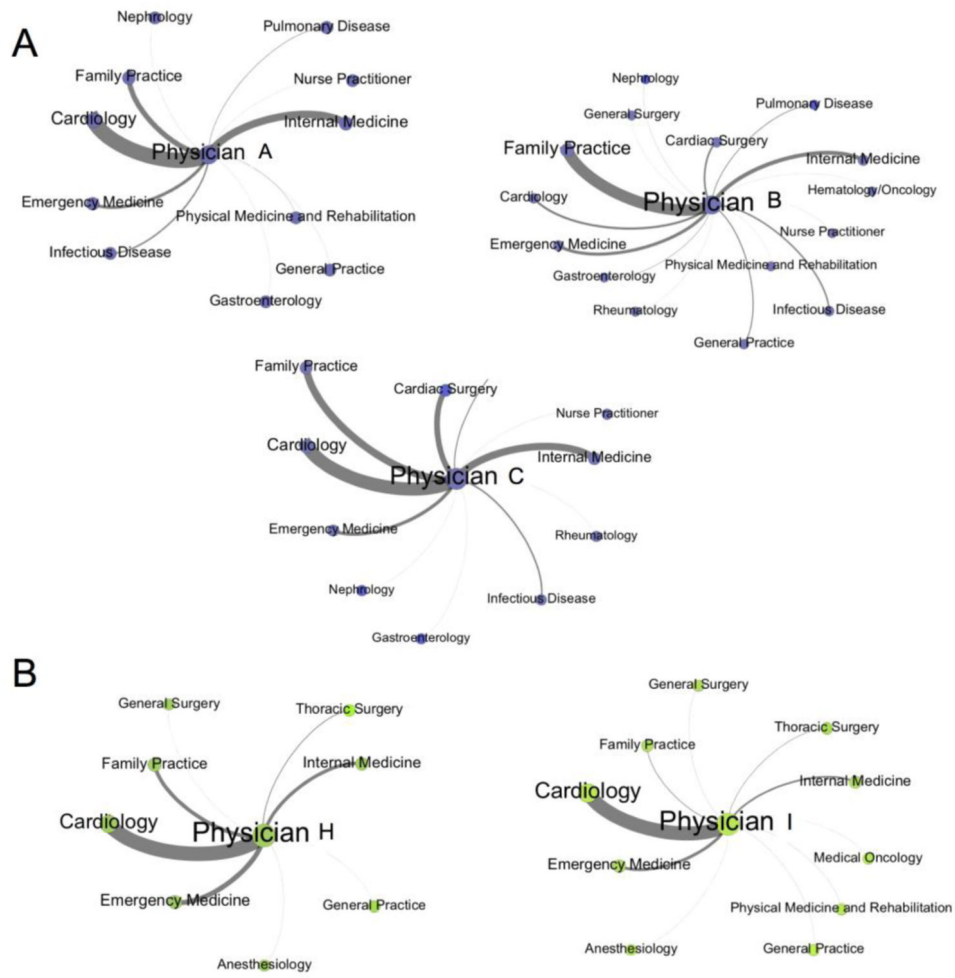 A
Nephrology
Pulmonary Disease
Family Practice
Nurse Practitioner
Cardiology
Internal Medicine
Physician A
Emergency Medicine
Physical Medicine and Rehabilitation
Infectious Disease
General Practice
Gastroenterology
Nephrology
Pulmonary Disease
General Surgery
Cardiac Surgery
Family Practice
Internal Medicine
Cardiology
Hematology/Oncology
Physician B
Nurse Practitioner
Emergency Medicine
Physical Medicine and Rehabilitation
Gastroenterology
Rheumatology
Infectious Disease
General Practice
Family Practice
Cardiac Surgery
Nurse Practitioner
Cardiology
Internal Medicine
Physician C
Emergency Medicine
Rheumatology
Nephrology
Infectious Disease
Gastroenterology
B
General Surgery
Thoracic Surgery
Family Practice
Internal Medicine
Cardiology
Physician H
Emergency Medicine
General Practice
Anesthesiology
General Surgery
Thoracic Surgery
Family Practice
Internal Medicine
Cardiology
Physician I
Medical Oncology
Emergency Medicine
Physical Medicine and Rehabilitation
Anesthesiology
General Practice